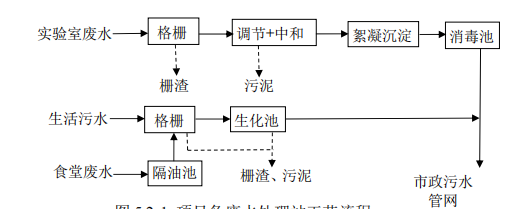 实验室废水 格栅 调节+中和 絮凝沉淀 消毒池
栅渣 污泥
生活污水 格栅 生化池
食堂废水 隔油池 栅渣、污泥 市政污水
管网